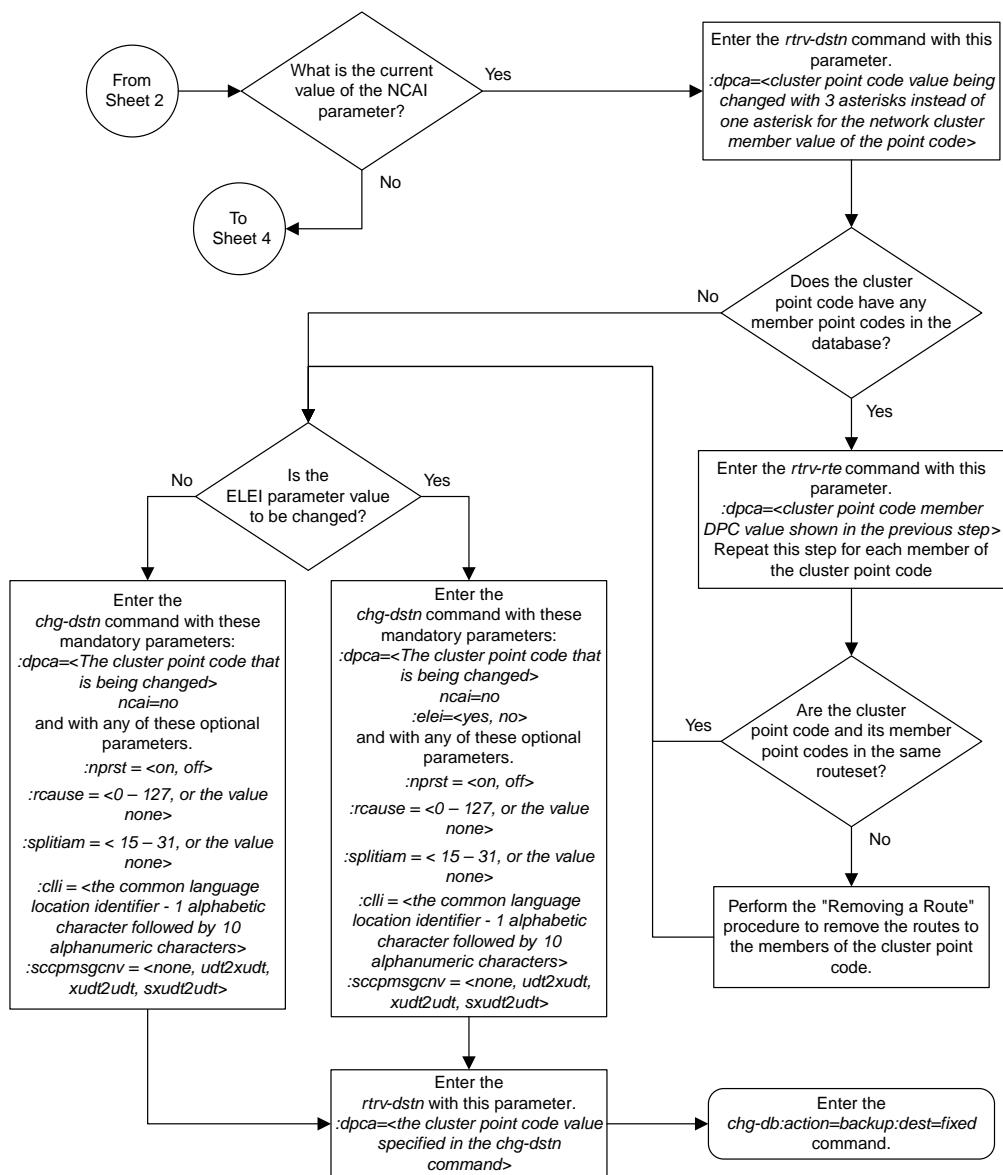 From
Sheet 2
What is the current
value of the NCAI
parameter?
Yes
No
To
Sheet 4
Enter the rtrv-dstn command with this
parameter.
:dpca=<cluster point code value being
changed with 3 asterisks instead of
one asterisk for the network cluster
member value of the point code>
Does the cluster
point code have any
member point codes in the
database?
No
Yes
Enter the rtrv-rte command with this
parameter.
:dpca=<cluster point code member
DPC value shown in the previous step>
Repeat this step for each member of
the cluster point code
Are the cluster
point code and its member
point codes in the same
routeset?
Yes
No
Perform the "Removing a Route"
procedure to remove the routes to
the members of the cluster point
code.
Is the
ELEI parameter value
to be changed?
No
Yes
Enter the
chg-dstn command with these
mandatory parameters:
:dpca=<The cluster point code that
is being changed>
ncai=no
and with any of these optional
parameters.
:nprst = <on, off>
:rcause = <0 – 127, or the value
none>
:splitiam = < 15 – 31, or the value
none>
:clli = <the common language
location identifier - 1 alphabetic
character followed by 10
alphanumeric characters>
:sccpmsgcnv = <none, udt2xudt,
xudt2udt, sxudt2udt>
Enter the
chg-dstn command with these
mandatory parameters:
:dpca=<The cluster point code that
is being changed>
ncai=no
:elei=<yes, no>
and with any of these optional
parameters.
:nprst = <on, off>
:rcause = <0 – 127, or the value
none>
:splitiam = < 15 – 31, or the value
none>
:clli = <the common language
location identifier - 1 alphabetic
character followed by 10
alphanumeric characters>
:sccpmsgcnv = <none, udt2xudt,
xudt2udt, sxudt2udt>
Enter the
rtrv-dstn with this parameter.
:dpca=<the cluster point code value
specified in the chg-dstn
command>
Enter the
chg-db:action=backup:dest=fixed
command.